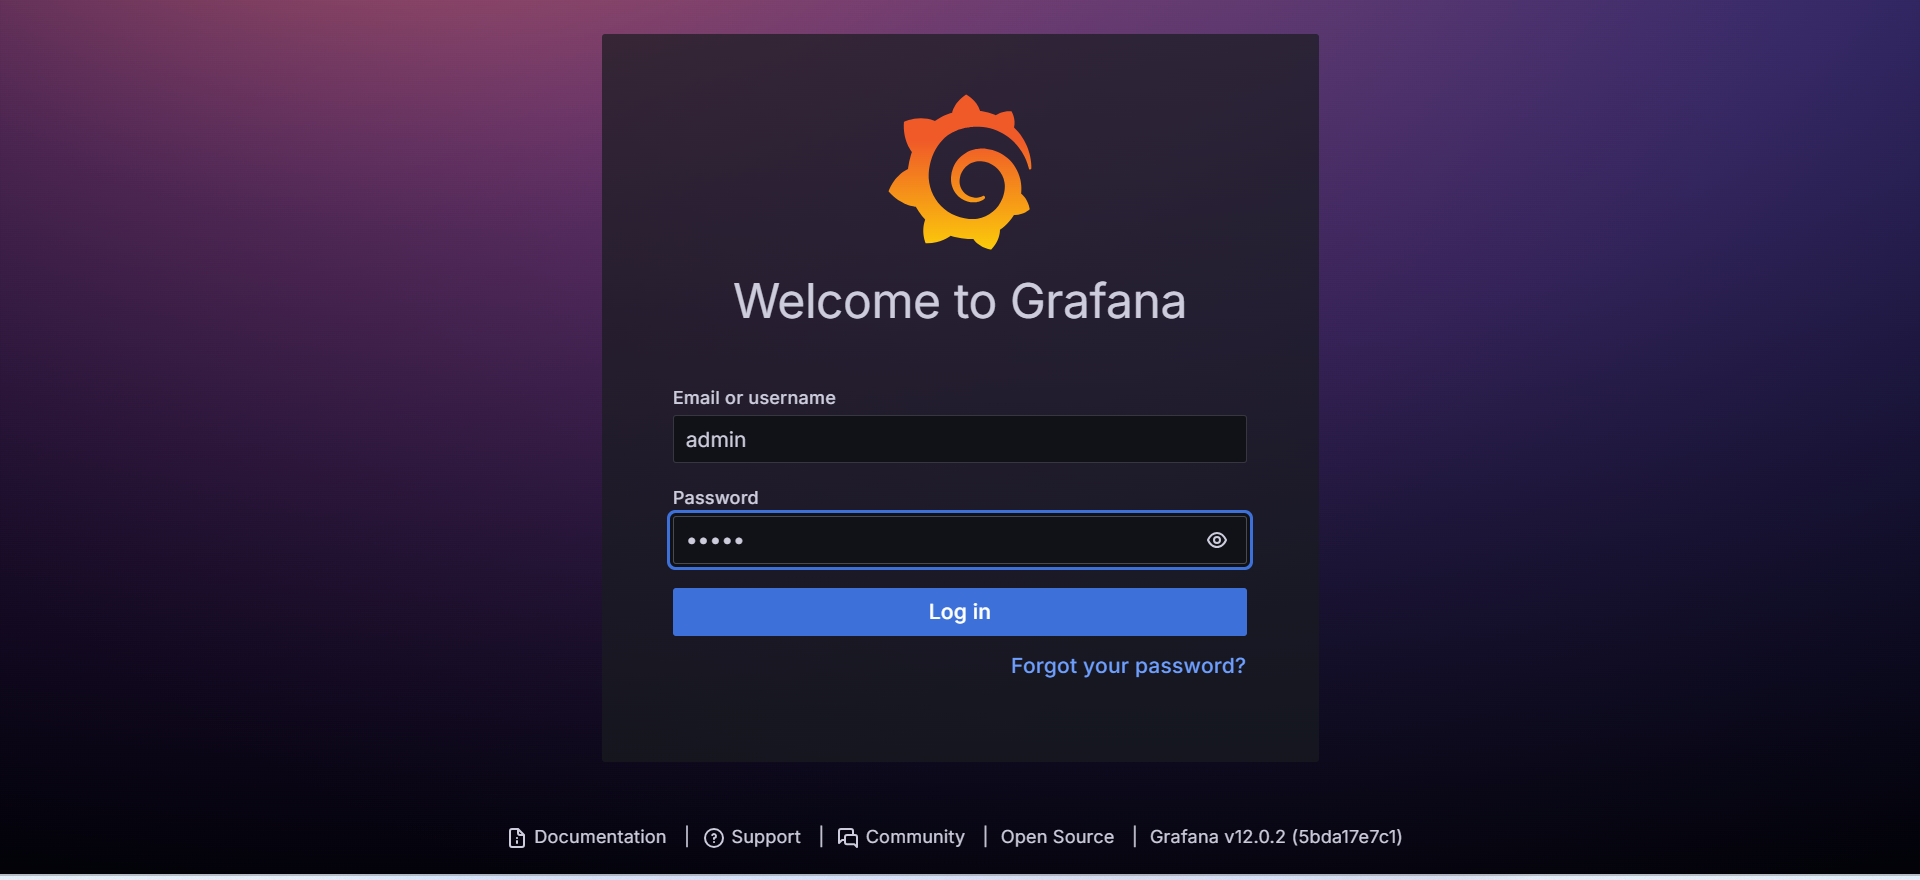 Welcome to Grafana
Email or username
admin
Password
•••••
Log in
Forgot your password?
Documentation | Support | Community | Open Source | Grafana v12.0.2 (5bda17e7c1)